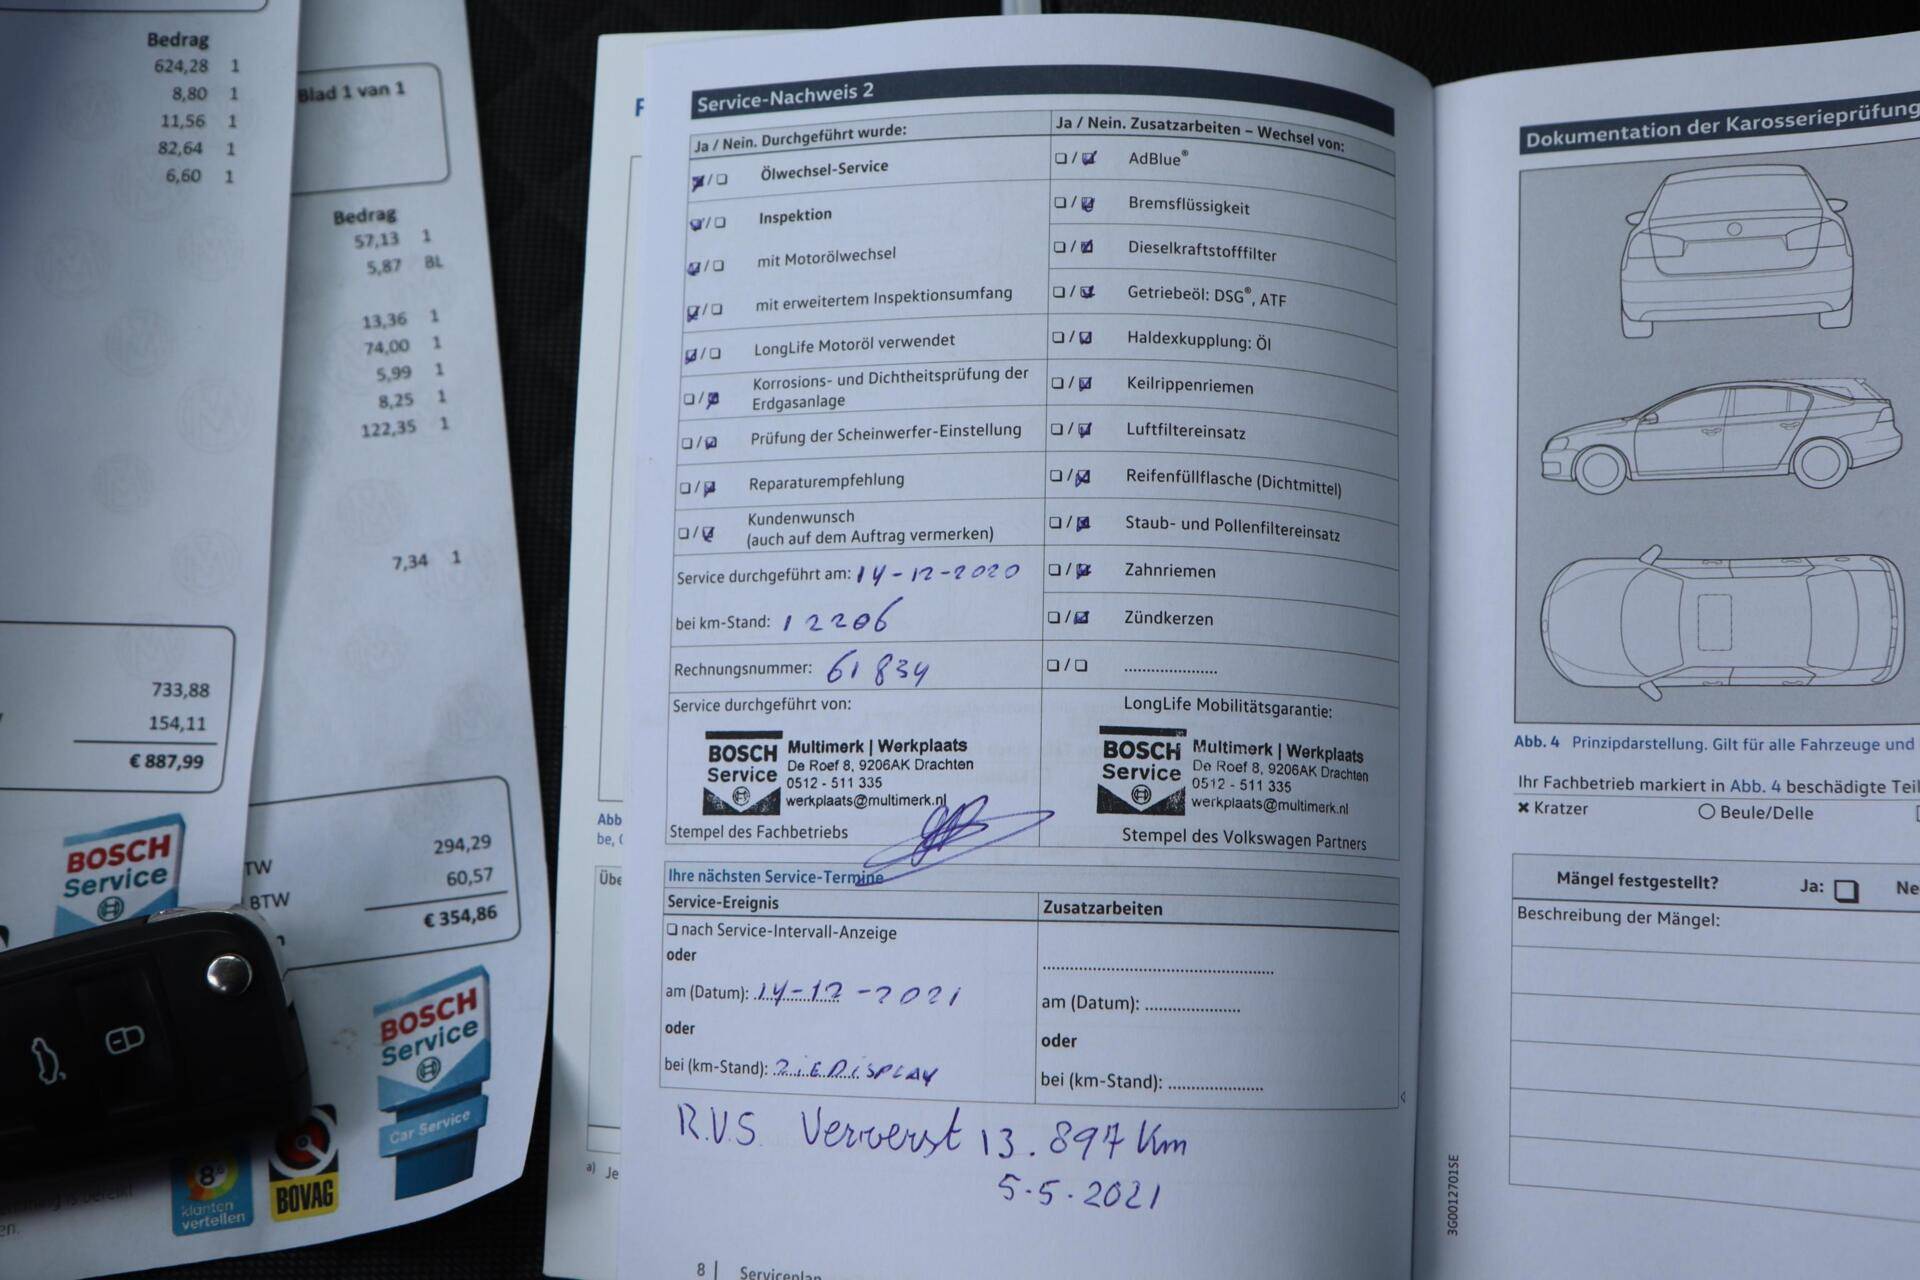 Bedrag
624,28 1
8,80 1
11,56 1
82,64 1
6,60 1
733,88
154,11
€ 887,99
BOSCH
Service
Blad 1 van 1
Bedrag
57,13 1
5,87 BL
13,36 1
74,00 1
5,99 1
8,25 1
122,35 1
7,34 1
TW 294,29
BTW 60,57
€ 354,86
BOSCH
Service
Car Service
klanten
vertellen
BOVAG
Service-Nachweis 2
Ja / Nein. Durchgeführt wurde:
Ölwechsel-Service
Inspektion
mit Motorölwechsel
mit erweitertem Inspektionsumfang
LongLife Motoröl verwendet
Korrosions- und Dichtheitsprüfung der
Erdgasanlage
Prüfung der Scheinwerfer-Einstellung
Reparaturempfehlung
Kundenwunsch
(auch auf dem Auftrag vermerken)
Service durchgeführt am: 14-12-2020
bei km-Stand: 12206
Rechnungsnummer: 61834
Ja / Nein. Zusatzarbeiten – Wechsel von:
AdBlue®
Bremsflüssigkeit
Dieselkraftstofffilter
Getriebeöl: DSG®, ATF
Haldexkupplung: Öl
Keilrippenriemen
Luftfiltereinsatz
Reifenfüllflasche (Dichtmittel)
Staub- und Pollenfiltereinsatz
Zahnriemen
Zündkerzen
....................
Service durchgeführt von:
BOSCH
Service
Multimerk | Werkplaats
De Roef 8, 9206AK Drachten
0512 - 511 335
werkplaats@multimerk.nl
Stempel des Fachbetriebs
LongLife Mobilitätsgarantie:
BOSCH
Service
Multimerk | Werkplaats
De Roef 8, 9206AK Drachten
0512 - 511 335
werkplaats@multimerk.nl
Stempel des Volkswagen Partners
Ihre nächsten Service-Termine
Service-Ereignis
nach Service-Intervall-Anzeige
oder
am (Datum): 14-12-2021
oder
bei (km-Stand): ZIE DISPLAY
Zusatzarbeiten
am (Datum): ....................
oder
bei (km-Stand): ....................
R.V.S. Ververst 13.897 Km
5.5.2021
8 | Serviceplan
Dokumentation der Karosserieprüfung
Abb. 4 Prinzipdarstellung. Gilt für alle Fahrzeuge und
Ihr Fachbetrieb markiert in Abb. 4 beschädigte Teil
Kratzer
Beule/Delle
Mängel festgestellt? Ja: Ne
Beschreibung der Mängel:
3G0012701SE